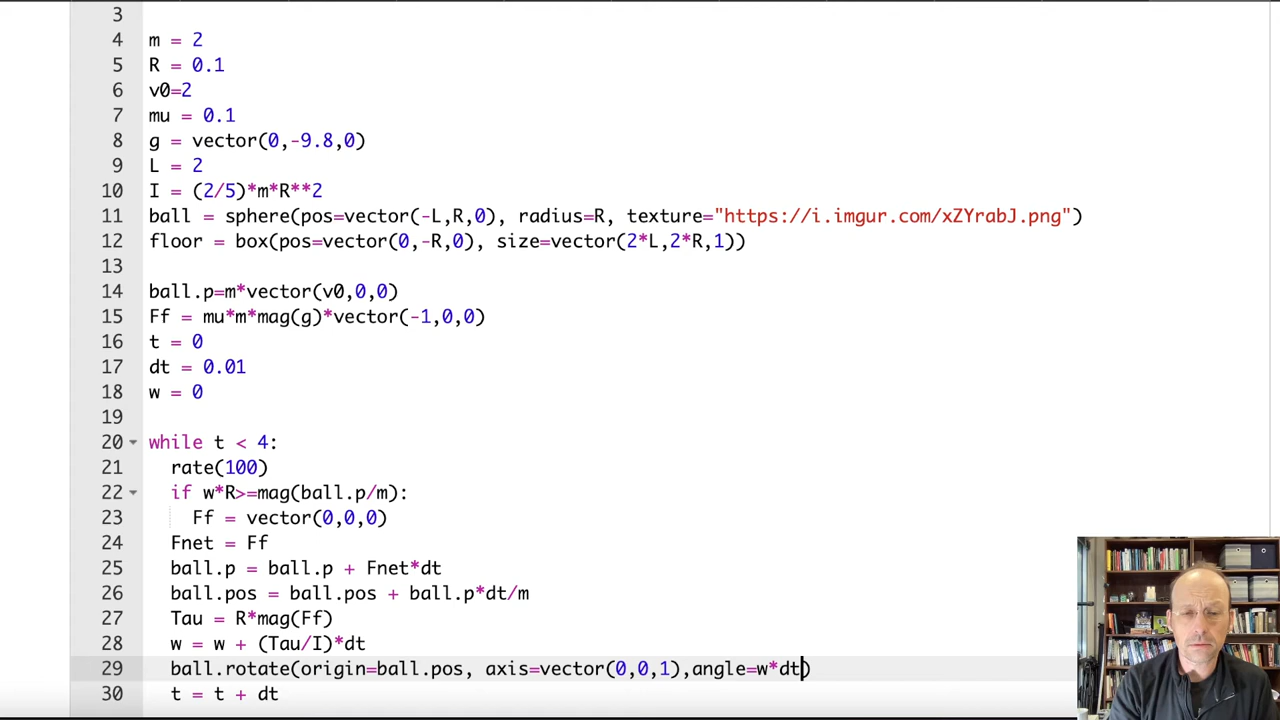 3
4 m = 2
5 R = 0.1
6 v0=2
7 mu = 0.1
8 g = vector(0,-9.8,0)
9 L = 2
10 I = (2/5)*m*R**2
11 ball = sphere(pos=vector(-L,R,0), radius=R, texture="https://i.imgur.com/xZYrabJ.png")
12 floor = box(pos=vector(0,-R,0), size=vector(2*L,2*R,1))
13
14 ball.p=m*vector(v0,0,0)
15 Ff = mu*m*mag(g)*vector(-1,0,0)
16 t = 0
17 dt = 0.01
18 w = 0
19
20 while t < 4:
21 rate(100)
22 if w*R>=mag(ball.p/m):
23 Ff = vector(0,0,0)
24 Fnet = Ff
25 ball.p = ball.p + Fnet*dt
26 ball.pos = ball.pos + ball.p*dt/m
27 Tau = R*mag(Ff)
28 w = w + (Tau/I)*dt
29 ball.rotate(origin=ball.pos, axis=vector(0,0,1),angle=w*dt)
30 t = t + dt